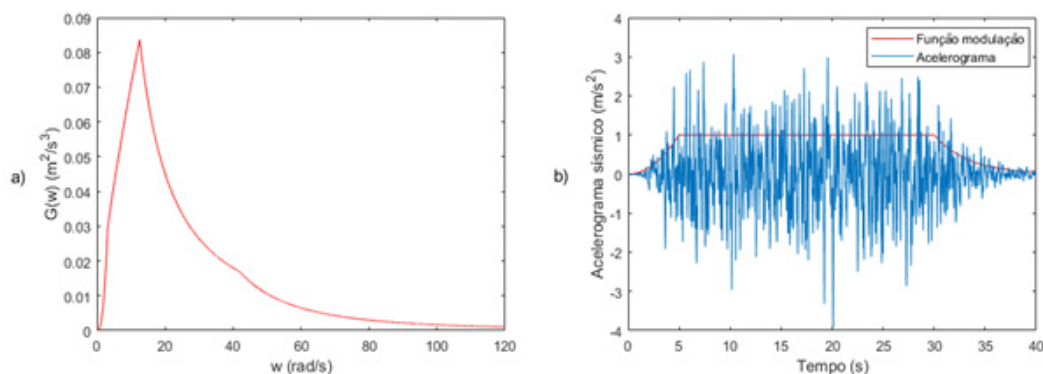 a)
G(w) (m²/s³)
0.09
0.08
0.07
0.06
0.05
0.04
0.03
0.02
0.01
0
0 20 40 60 80 100 120
w (rad/s)
b)
Acelerograma sísmico (m/s²)
4
3
2
1
0
-1
-2
-3
-4
Função modulação
Acelerograma
0 5 10 15 20 25 30 35 40
Tempo (s)